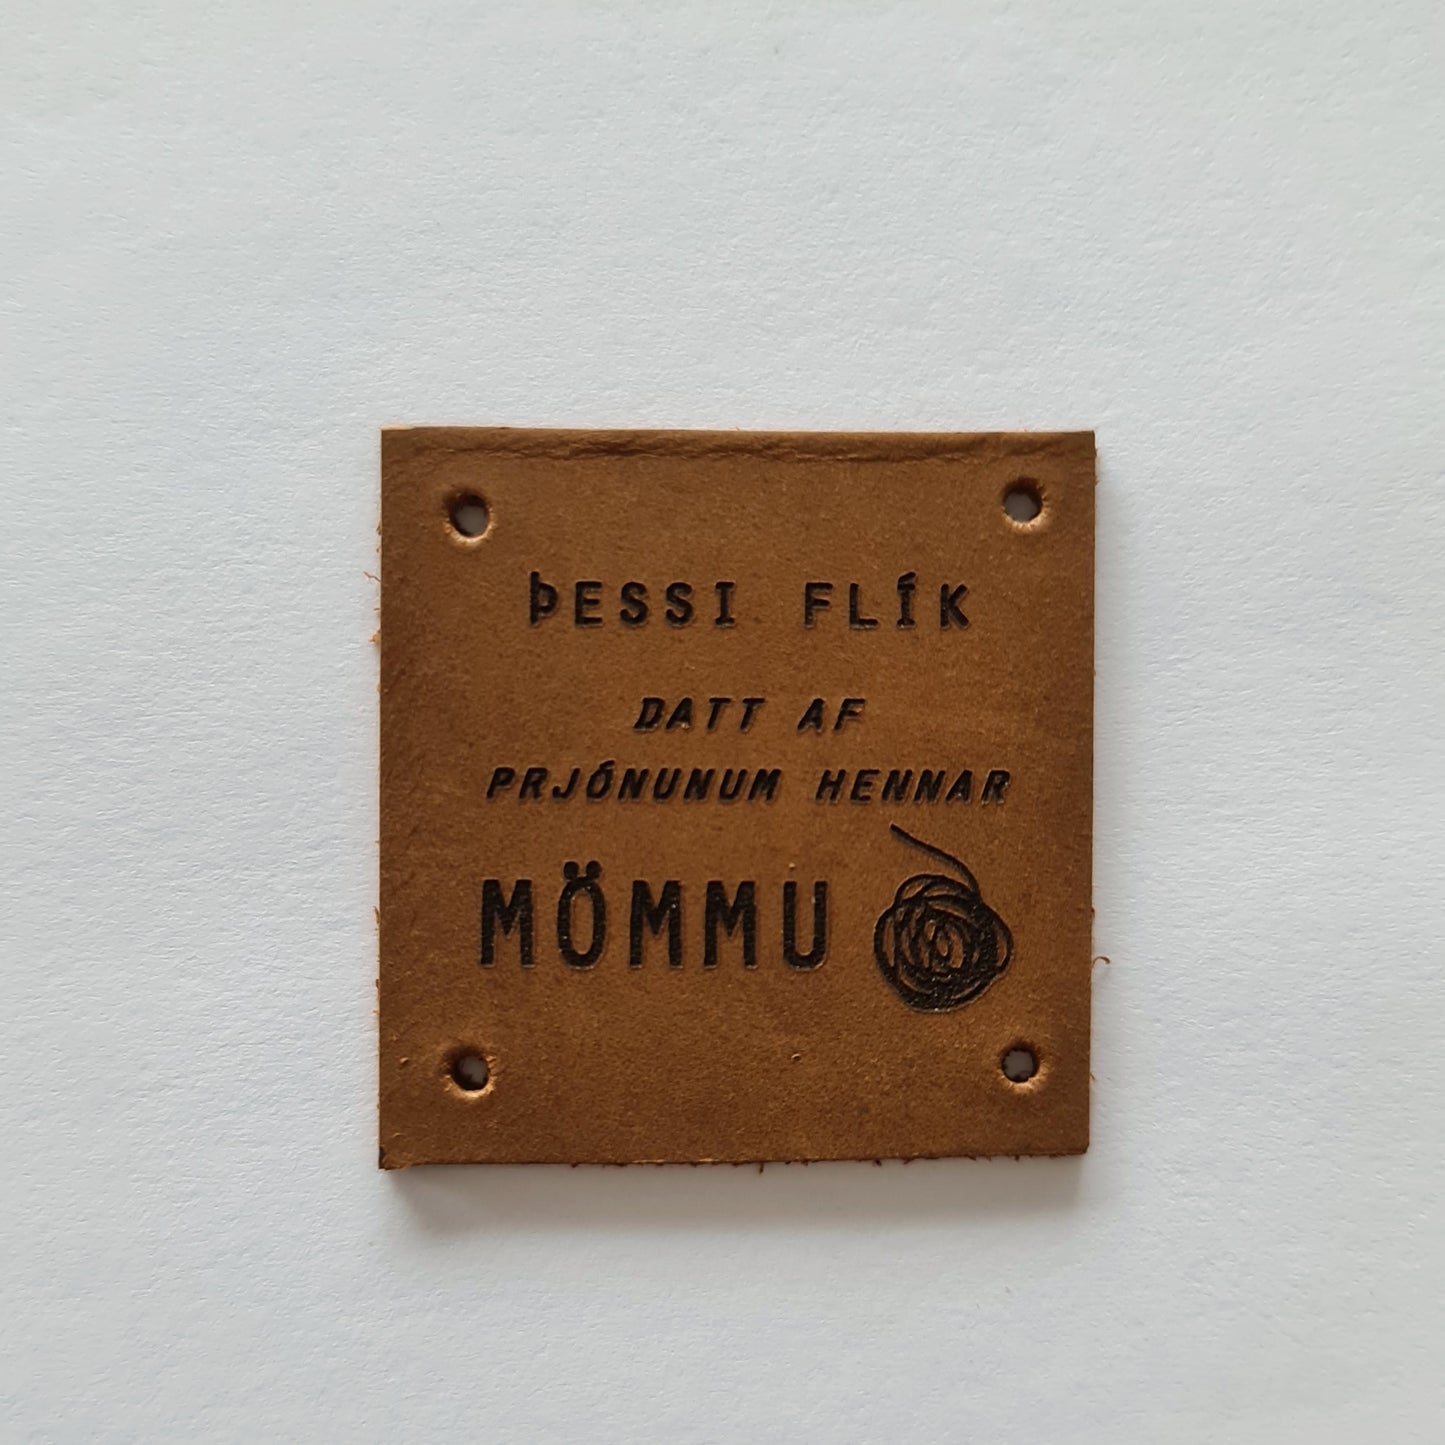 ÞESSI FLÍK
DATT AF
PRJÓNUNUM HENNAR
MÖMMU